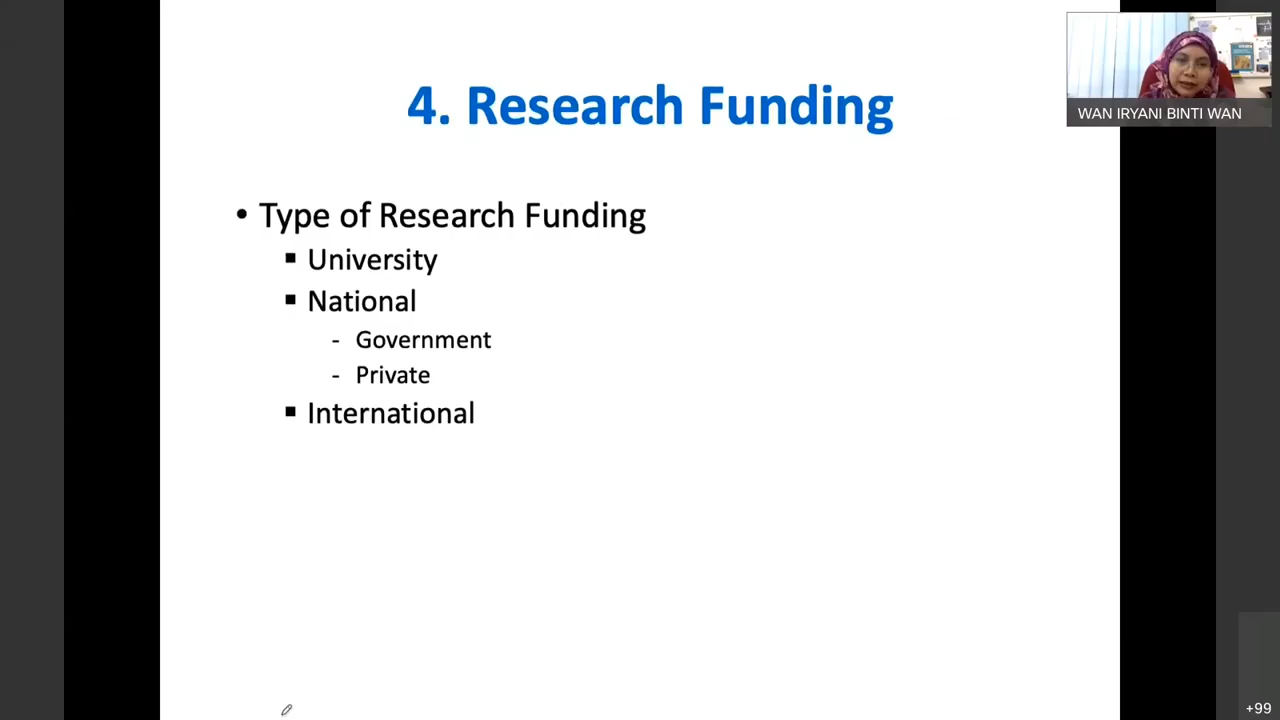 4. Research Funding
WAN IRYANI BINTI WAN
• Type of Research Funding
▪ University
▪ National
- Government
- Private
▪ International
+99